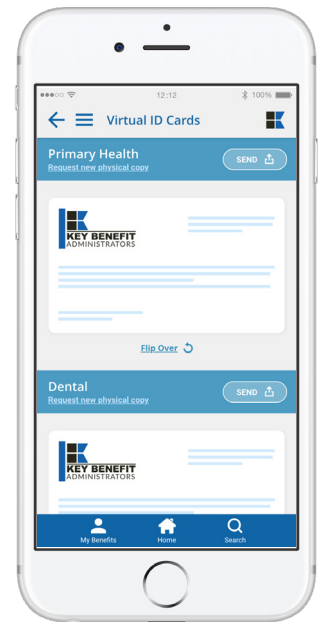 12:12
100%
Virtual ID Cards
Primary Health
Request new physical copy
SEND
KEY BENEFIT
ADMINISTRATORS
Flip Over
Dental
Request new physical copy
SEND
KEY BENEFIT
ADMINISTRATORS
My Benefits
Home
Search